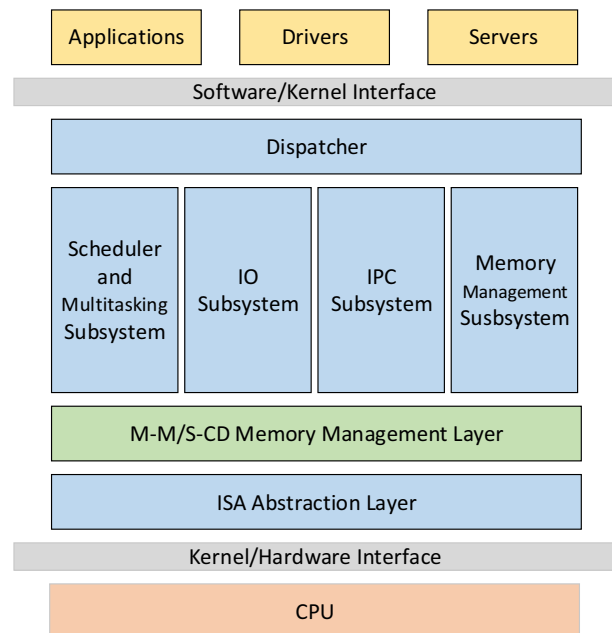 Applications
Drivers
Servers
Software/Kernel Interface
Dispatcher
Scheduler
and
Multitasking
Subsystem
IO
Subsystem
IPC
Subsystem
Memory
Management
Susbsystem
M-M/S-CD Memory Management Layer
ISA Abstraction Layer
Kernel/Hardware Interface
CPU